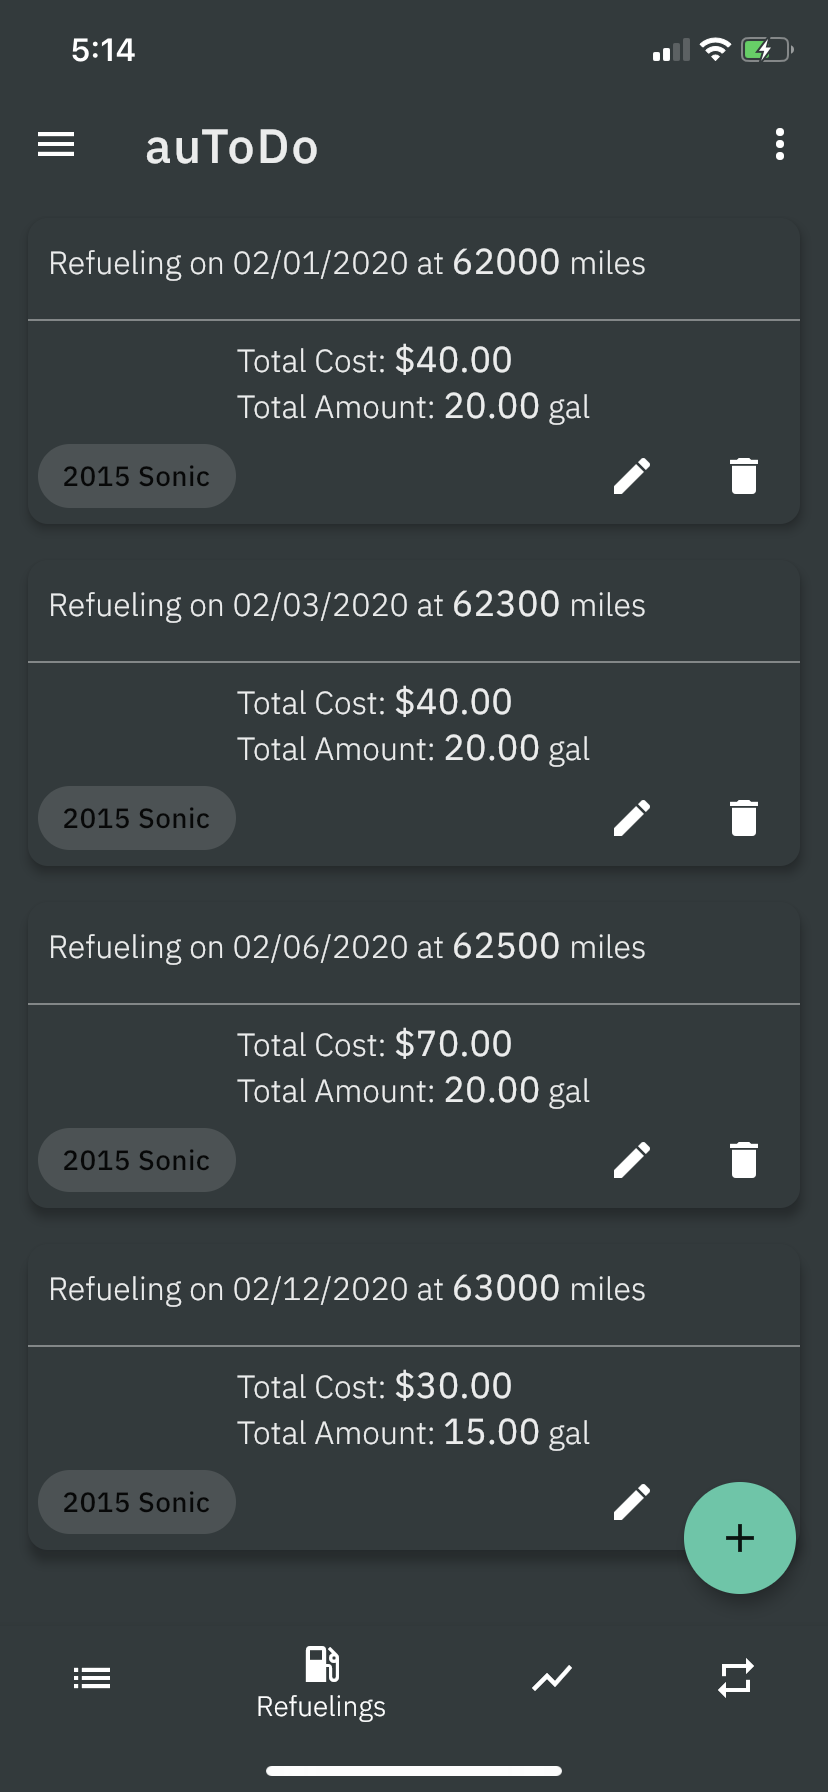 5:14
auToDo
Refueling on 02/01/2020 at 62000 miles
Total Cost: $40.00
Total Amount: 20.00 gal
2015 Sonic
Refueling on 02/03/2020 at 62300 miles
Total Cost: $40.00
Total Amount: 20.00 gal
2015 Sonic
Refueling on 02/06/2020 at 62500 miles
Total Cost: $70.00
Total Amount: 20.00 gal
2015 Sonic
Refueling on 02/12/2020 at 63000 miles
Total Cost: $30.00
Total Amount: 15.00 gal
2015 Sonic
Refuelings